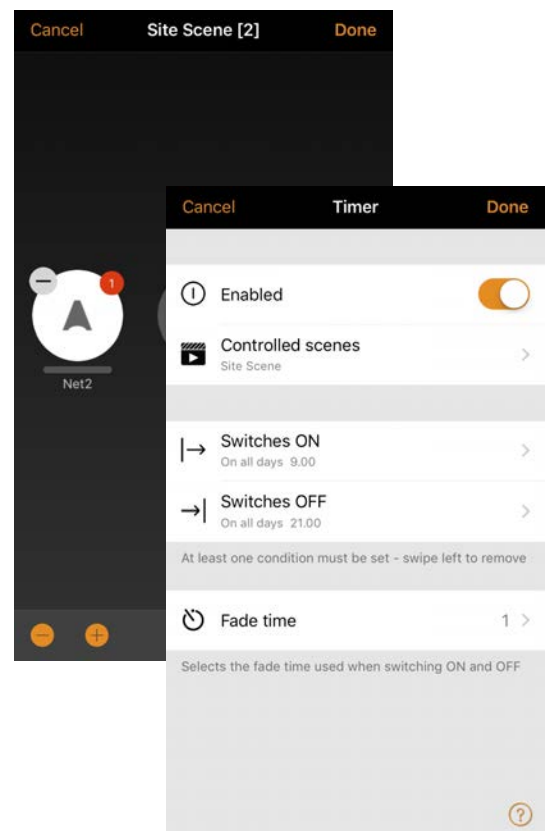 Cancel Site Scene [2] Done
1
Net2
Cancel Timer Done
Enabled
Controlled scenes
Site Scene
Switches ON
On all days 9.00
Switches OFF
On all days 21.00
At least one condition must be set - swipe left to remove
Fade time 1
Selects the fade time used when switching ON and OFF
?